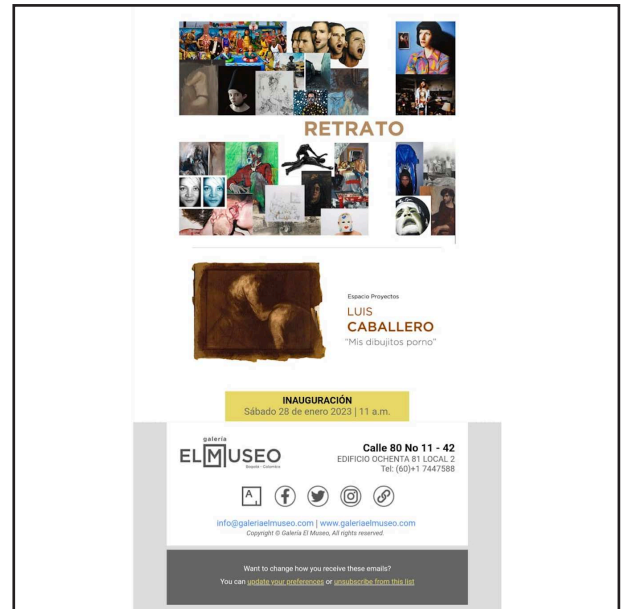 RETRATO
Espacio Proyectos
LUIS
CABALLERO
"Mis dibujitos porno"
INAUGURACIÓN
Sábado 28 de enero 2023 | 11 a.m.
galería
EL MUSEO
Bogotá - Colombia
Calle 80 No 11 - 42
EDIFICIO OCHENTA 81 LOCAL 2
Tel: (60)+1 7447588
A
info@galeriaelmuseo.com | www.galeriaelmuseo.com
Copyright © Galería El Museo, All rights reserved.
Want to change how you receive these emails?
You can update your preferences or unsubscribe from this list